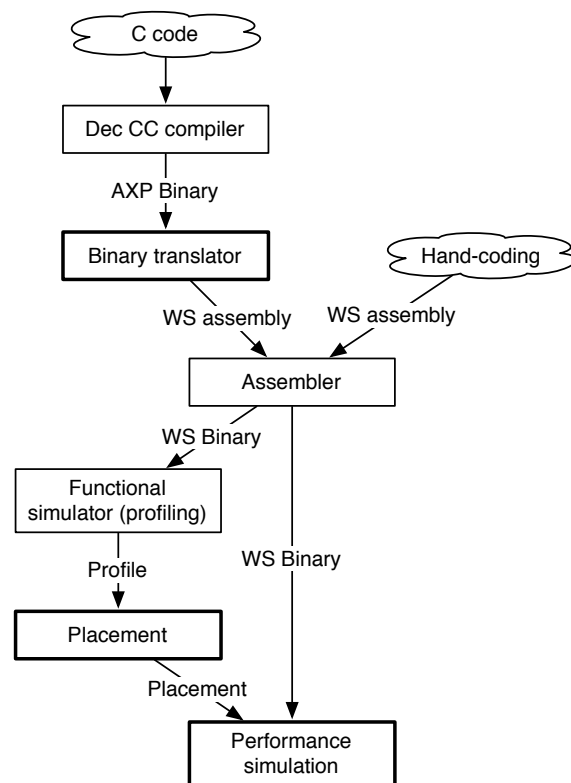 C code
Dec CC compiler
AXP Binary
Binary translator
Hand-coding
WS assembly
WS assembly
Assembler
WS Binary
Functional
simulator (profiling)
WS Binary
Profile
Placement
Placement
Performance
simulation